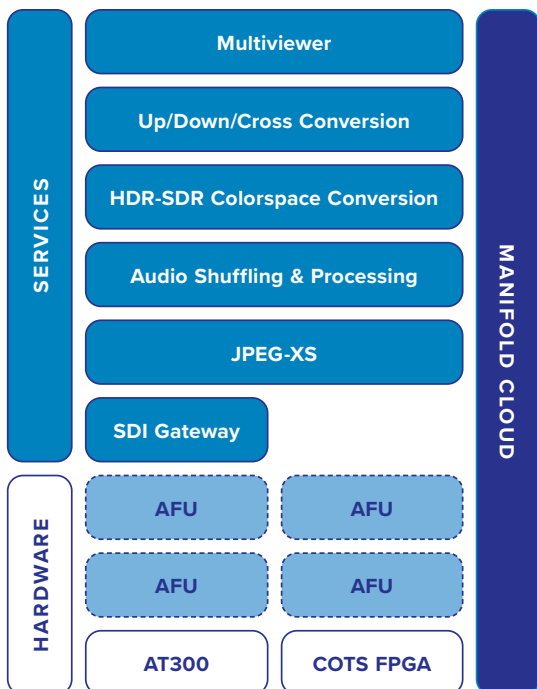 SERVICES
Multiviewer
Up/Down/Cross Conversion
HDR-SDR Colorspace Conversion
Audio Shuffling & Processing
JPEG-XS
SDI Gateway
HARDWARE
AFU
AFU
AFU
AFU
AT300
COTS FPGA
MANIFOLD CLOUD